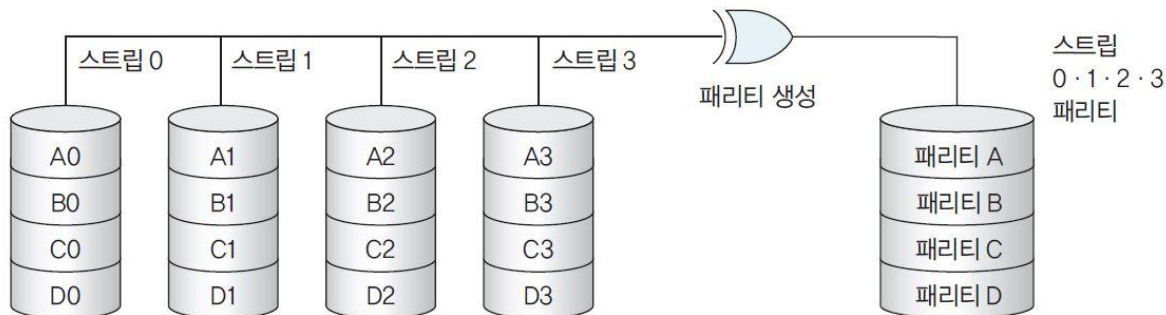 스트립 0
스트립 1
스트립 2
스트립 3
패리티 생성
스트립
0 · 1 · 2 · 3
패리티
A0
A1
A2
A3
패리티 A
B0
B1
B2
B3
패리티 B
C0
C1
C2
C3
패리티 C
D0
D1
D2
D3
패리티 D